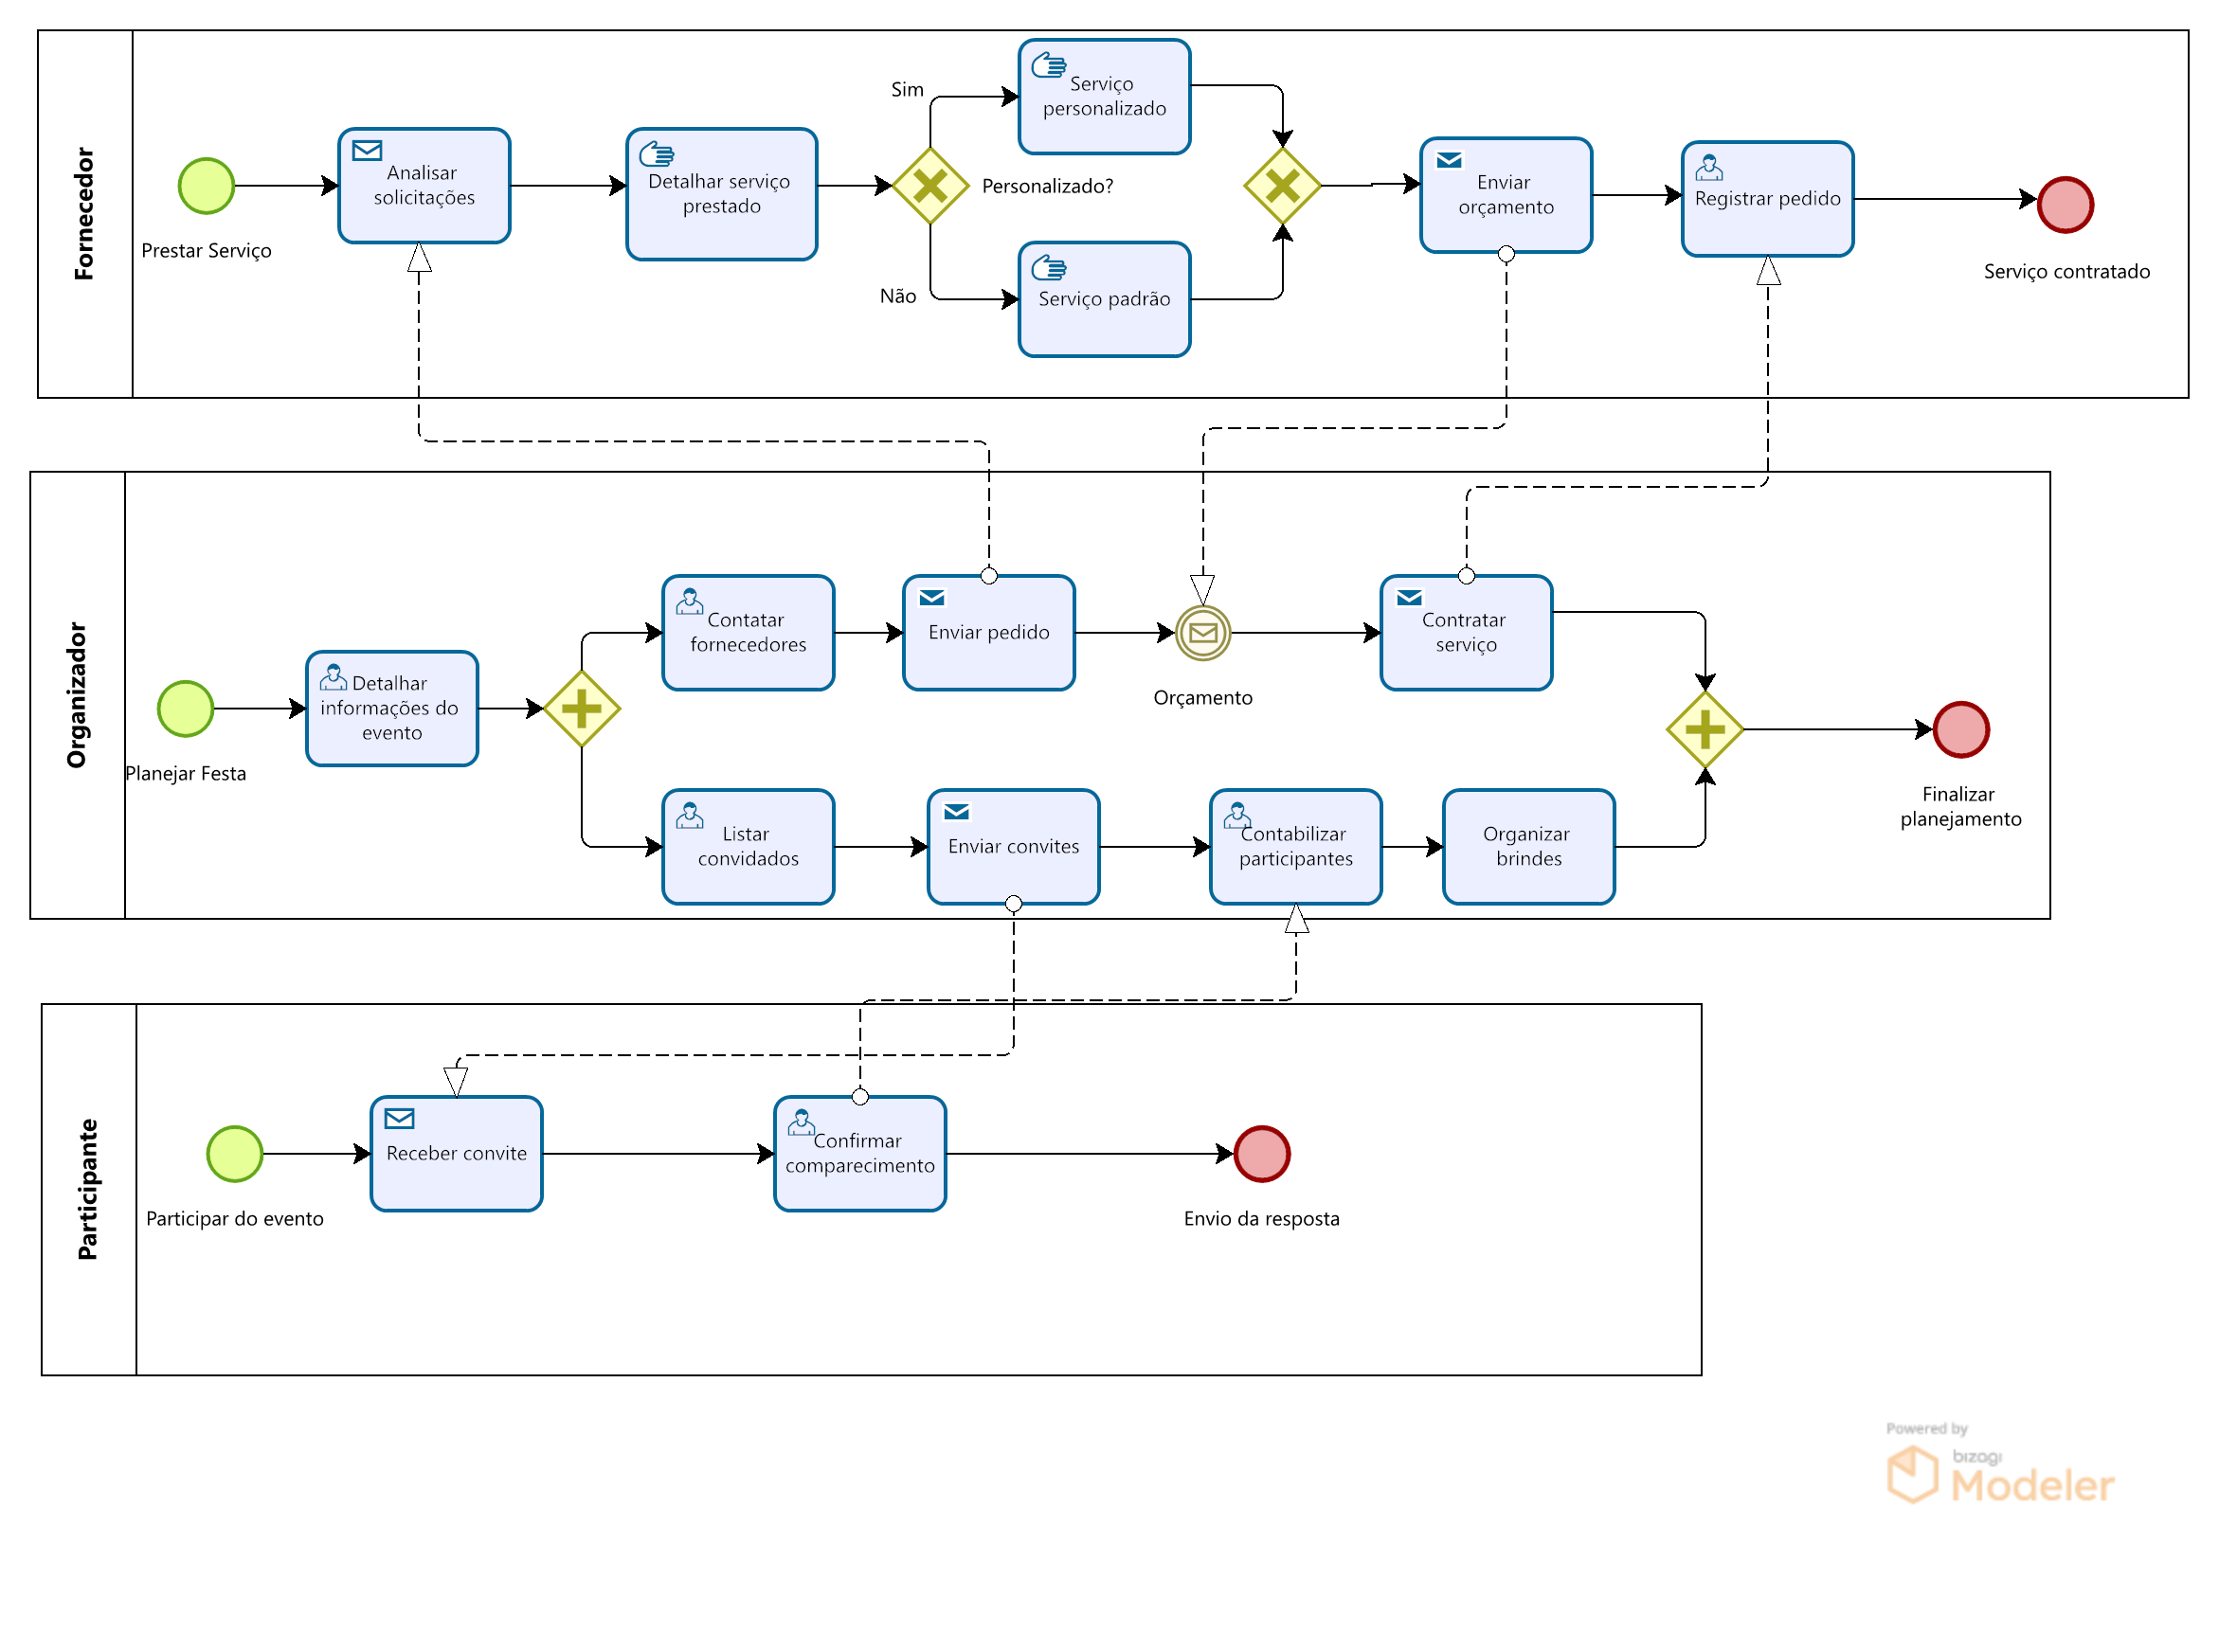 Fornecedor
Prestar Serviço
Analisar
solicitações
Detalhar serviço
prestado
Sim
Não
Personalizado?
Serviço
personalizado
Serviço padrão
Enviar
orçamento
Registrar pedido
Serviço contratado
Organizador
Planejar Festa
Detalhar
informações do
evento
Contatar
fornecedores
Enviar pedido
Orçamento
Contratar
serviço
Listar
convidados
Enviar convites
Contabilizar
participantes
Organizar
brindes
Finalizar
planejamento
Participante
Participar do evento
Receber convite
Confirmar
comparecimento
Envio da resposta
Powered by
bizagi
Modeler